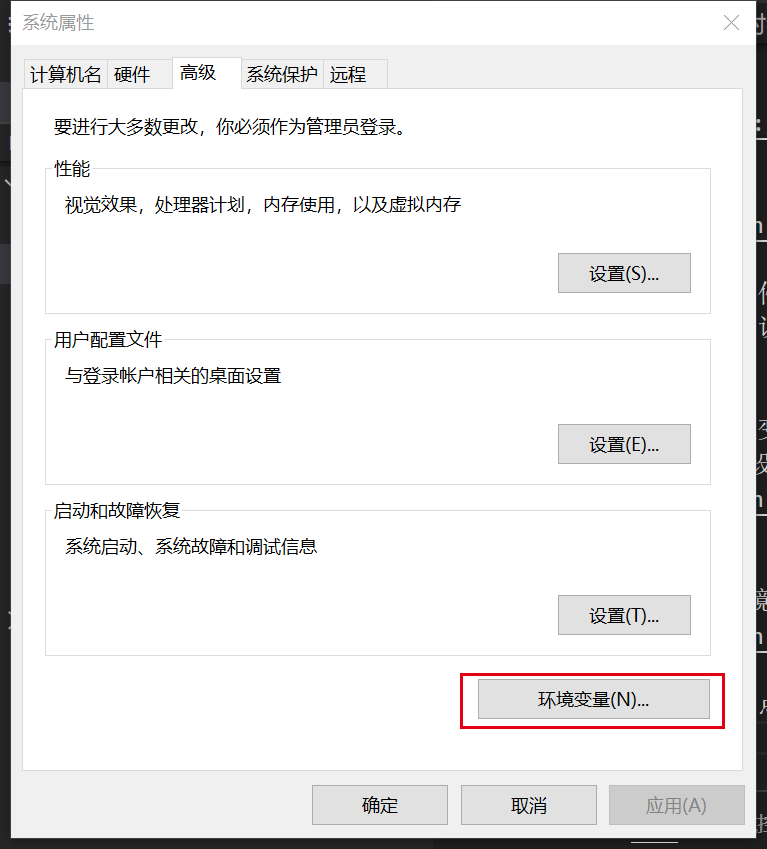 系统属性
计算机名 硬件 高级 系统保护 远程
要进行大多数更改，你必须作为管理员登录。
性能
视觉效果，处理器计划，内存使用，以及虚拟内存
设置(S)...
用户配置文件
与登录帐户相关的桌面设置
设置(E)...
启动和故障恢复
系统启动、系统故障和调试信息
设置(T)...
环境变量(N)...
确定 取消 应用(A)